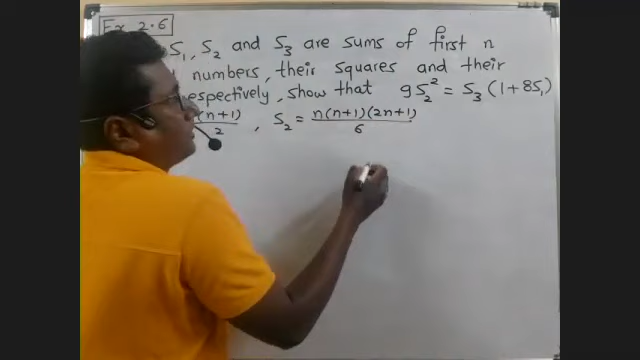 Ex 2.6
S₁, S₂ and S₃ are sums of first n
numbers, their squares and their
espectively, show that 9S₂² = S₃(1+8S₁)
(n+1)/2 , S₂ = n(n+1)(2n+1)/6